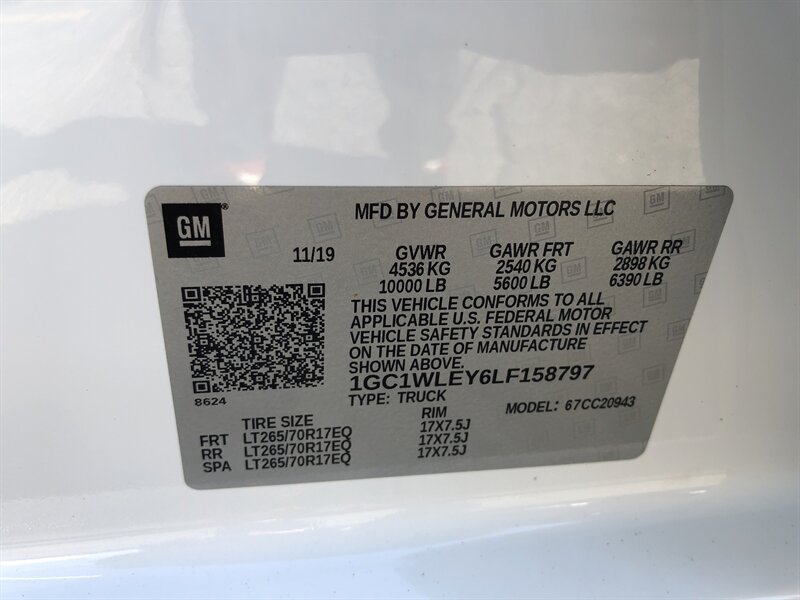 GM®
MFD BY GENERAL MOTORS LLC
11/19
GVWR GAWR FRT GAWR RR
4536 KG 2540 KG 2898 KG
10000 LB 5600 LB 6390 LB
THIS VEHICLE CONFORMS TO ALL
APPLICABLE U.S. FEDERAL MOTOR
VEHICLE SAFETY STANDARDS IN EFFECT
ON THE DATE OF MANUFACTURE
SHOWN ABOVE.
1GC1WLEY6LF158797
8624
TYPE: TRUCK MODEL: 67CC20943
TIRE SIZE RIM
FRT LT265/70R17EQ 17X7.5J
RR LT265/70R17EQ 17X7.5J
SPA LT265/70R17EQ 17X7.5J